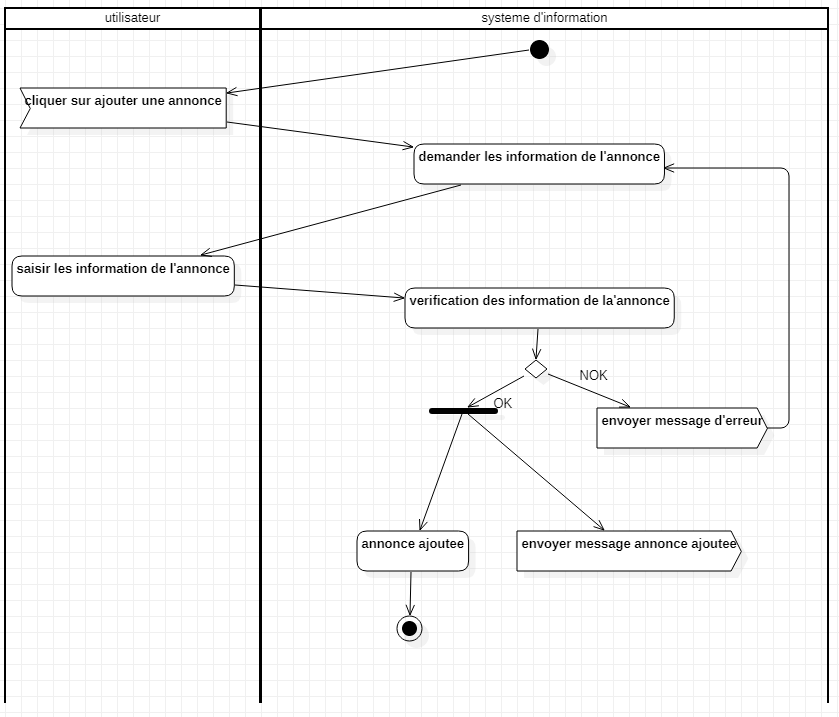 utilisateur
systeme d'information
cliquer sur ajouter une annonce
demander les information de l'annonce
saisir les information de l'annonce
verification des information de la'annonce
NOK
OK
envoyer message d'erreur
annonce ajoutee
envoyer message annonce ajoutee